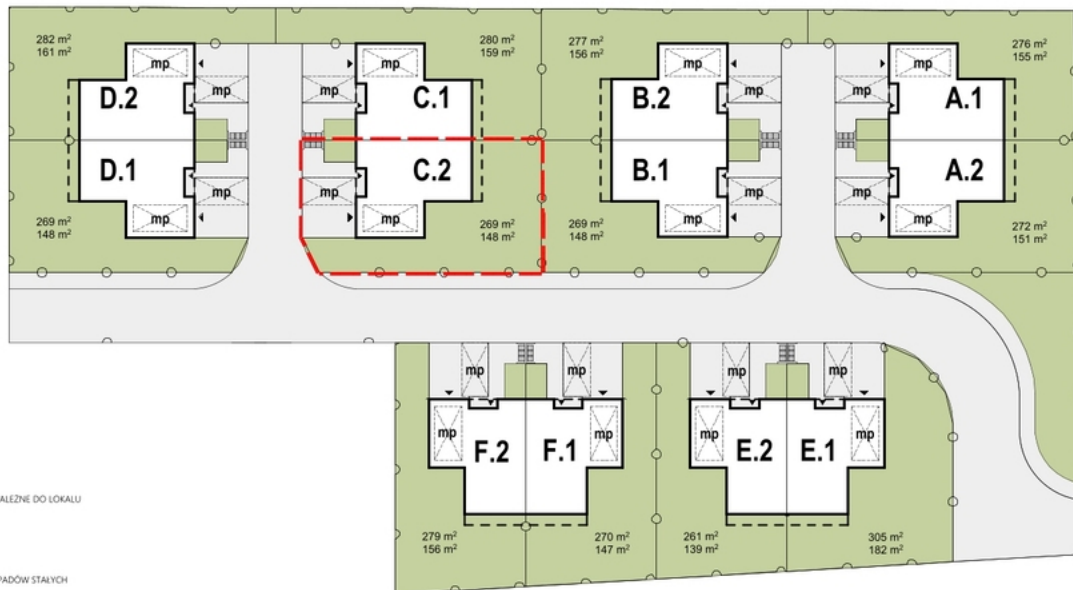 282 m²
161 m²
280 m²
159 m²
277 m²
156 m²
276 m²
155 m²
mp
mp
mp
mp
D.2
mp
mp
C.1
B.2
mp
mp
A.1
D.1
mp
mp
C.2
B.1
mp
mp
A.2
mp
mp
mp
mp
269 m²
148 m²
269 m²
148 m²
269 m²
148 m²
272 m²
151 m²
mp
mp
mp
mp
mp
F.2
F.1
mp
mp
E.2
E.1
mp
ALEŻNE DO LOKALU
279 m²
156 m²
270 m²
147 m²
261 m²
139 m²
305 m²
182 m²
PADÓW STAŁYCH